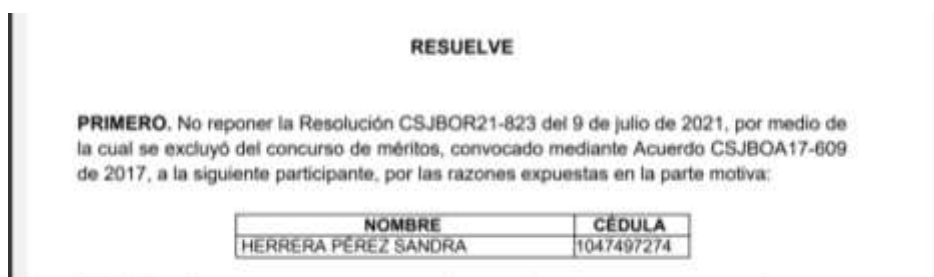 RESUELVE
PRIMERO. No reponer la Resolución CSJBOR21-823 del 9 de julio de 2021, por medio de
la cual se excluyó del concurso de méritos, convocado mediante Acuerdo CSJBOA17-609
de 2017, a la siguiente participante, por las razones expuestas en la parte motiva:
NOMBRE CÉDULA
HERRERA PÉREZ SANDRA 1047497274